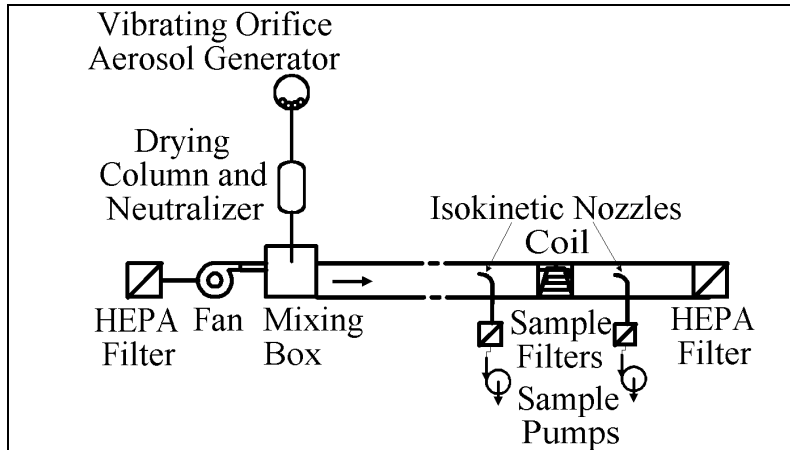 Vibrating Orifice
Aerosol Generator
Drying
Column and
Neutralizer
Isokinetic Nozzles
Coil
HEPA
Filter
Fan
Mixing
Box
Sample
Filters
HEPA
Filter
Sample
Pumps